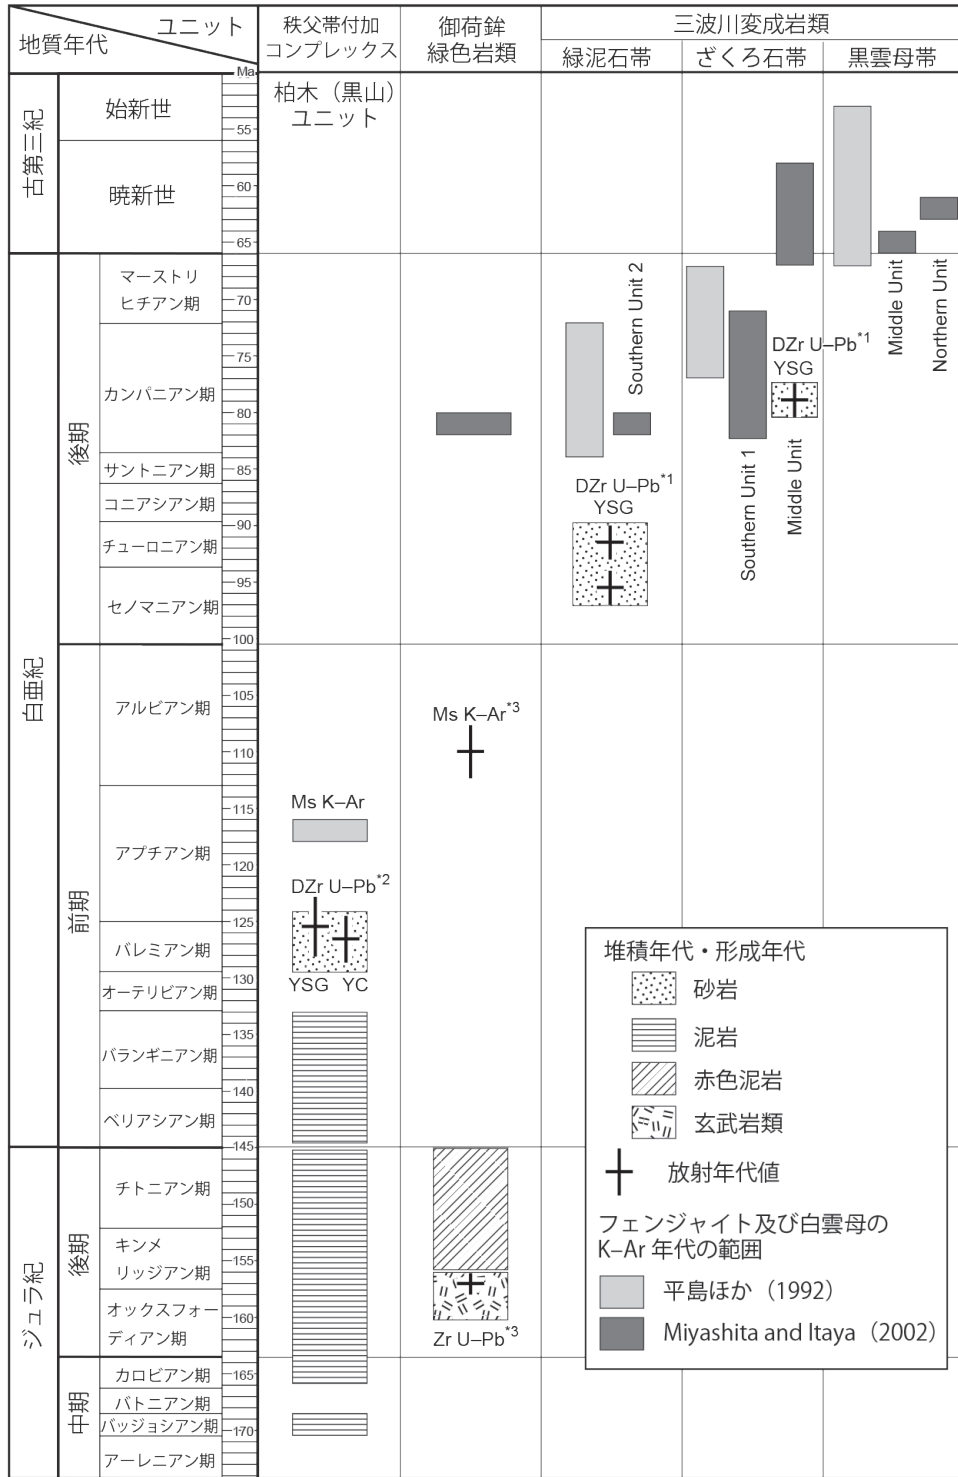 ユニット
地質年代
秩父帯付加
コンプレックス
御荷鉾
緑色岩類
三波川変成岩類
緑泥石帯
ざくろ石帯
黒雲母帯
Ma
柏木（黒山）
ユニット
古第三紀
始新世
暁新世
55
60
65
白亜紀
後期
マーストリ
ヒチアン期
カンパニアン期
サントニアン期
コニアシアン期
チューロニアン期
セノマニアン期
70
75
80
85
90
95
100
Southern Unit 2
DZr U–Pb*1
YSG
Southern Unit 1
DZr U–Pb*1
YSG
Middle Unit
Middle Unit
Northern Unit
前期
アルビアン期
アプチアン期
バレミアン期
オーテリビアン期
バランギニアン期
ベリアシアン期
105
110
115
120
125
130
135
140
145
Ms K–Ar*3
Ms K–Ar
DZr U–Pb*2
YSG YC
ジュラ紀
後期
チトニアン期
キンメ
リッジアン期
オックスフォー
ディアン期
中期
カロビアン期
バトニアン期
バッジョシアン期
アーレニアン期
150
155
160
165
170
Zr U–Pb*3
堆積年代・形成年代
砂岩
泥岩
赤色泥岩
玄武岩類
放射年代値
フェンジャイト及び白雲母の
K–Ar 年代の範囲
平島ほか（1992）
Miyashita and Itaya（2002）